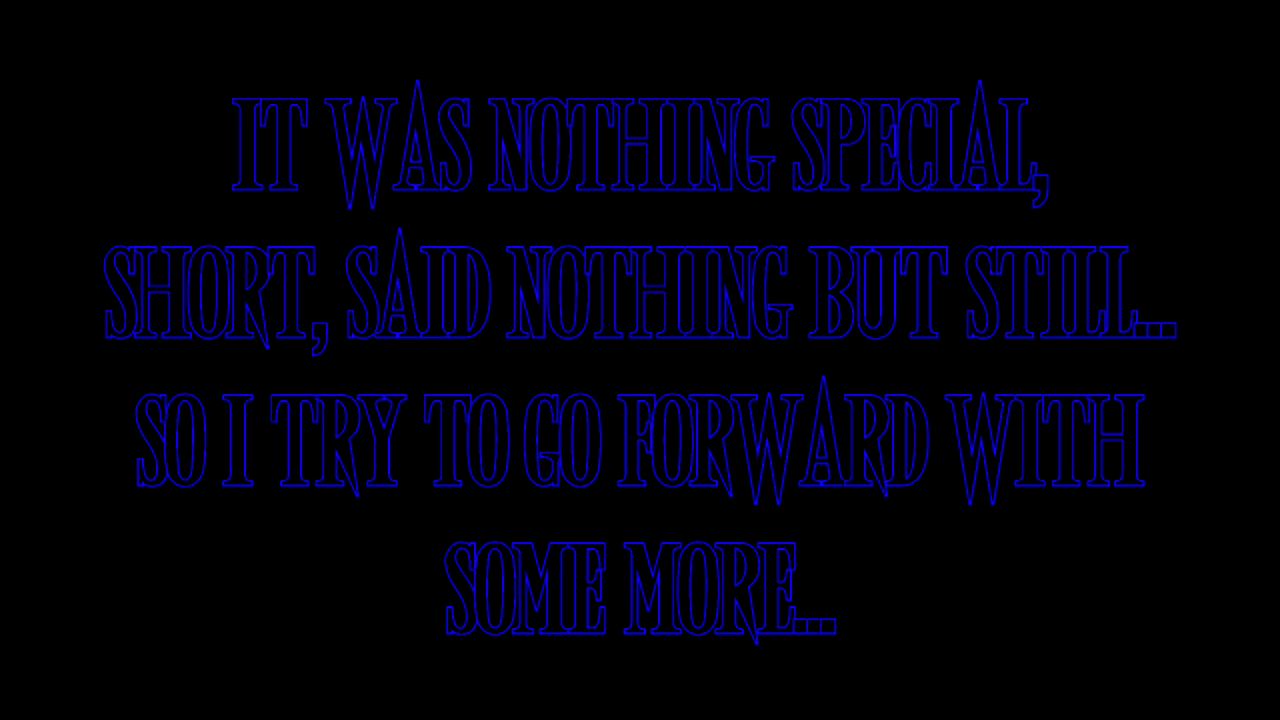 IT WAS NOTHING SPECIAL,
SHORT, SAID NOTHING BUT STILL...
SO I TRY TO GO FORWARD WITH
SOME MORE...